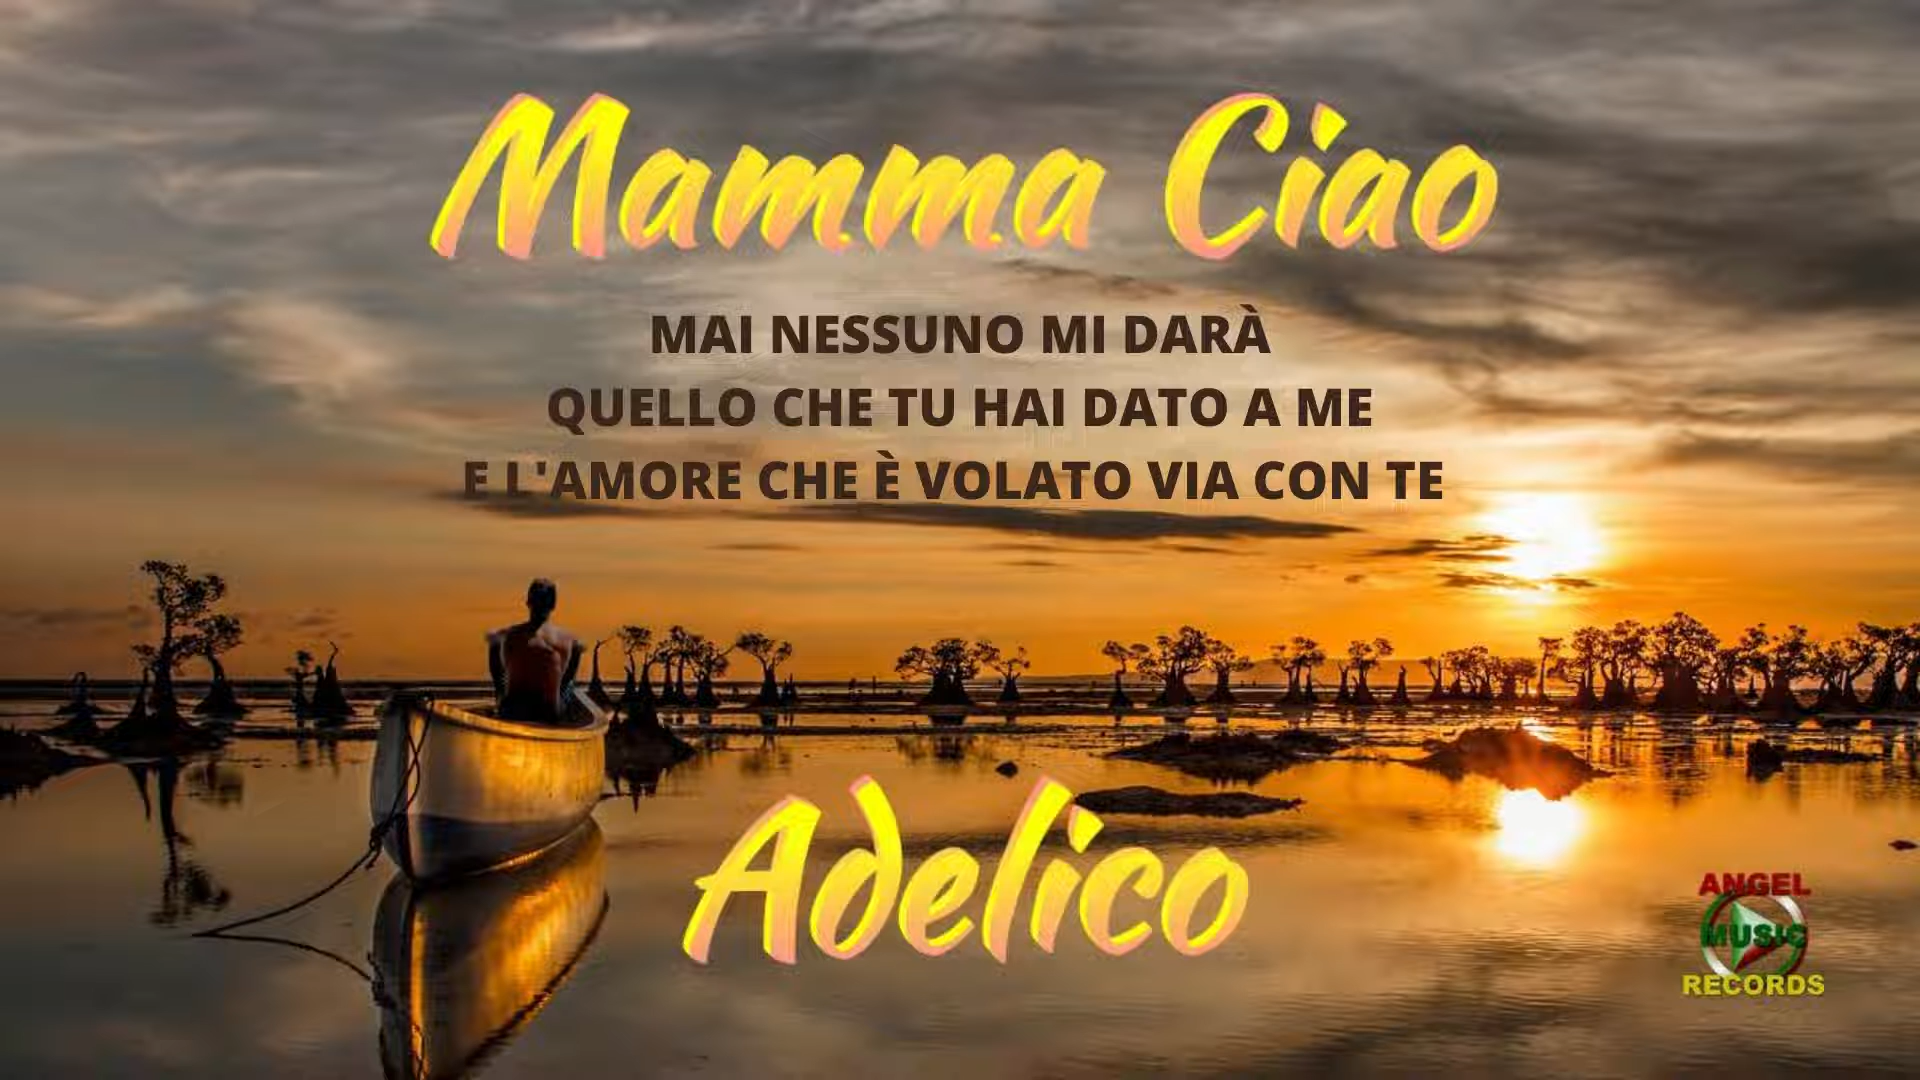 Mamma Ciao
MAI NESSUNO MI DARÀ
QUELLO CHE TU HAI DATO A ME
E L'AMORE CHE È VOLATO VIA CON TE
Adelico
ANGEL
MUSIC
RECORDS